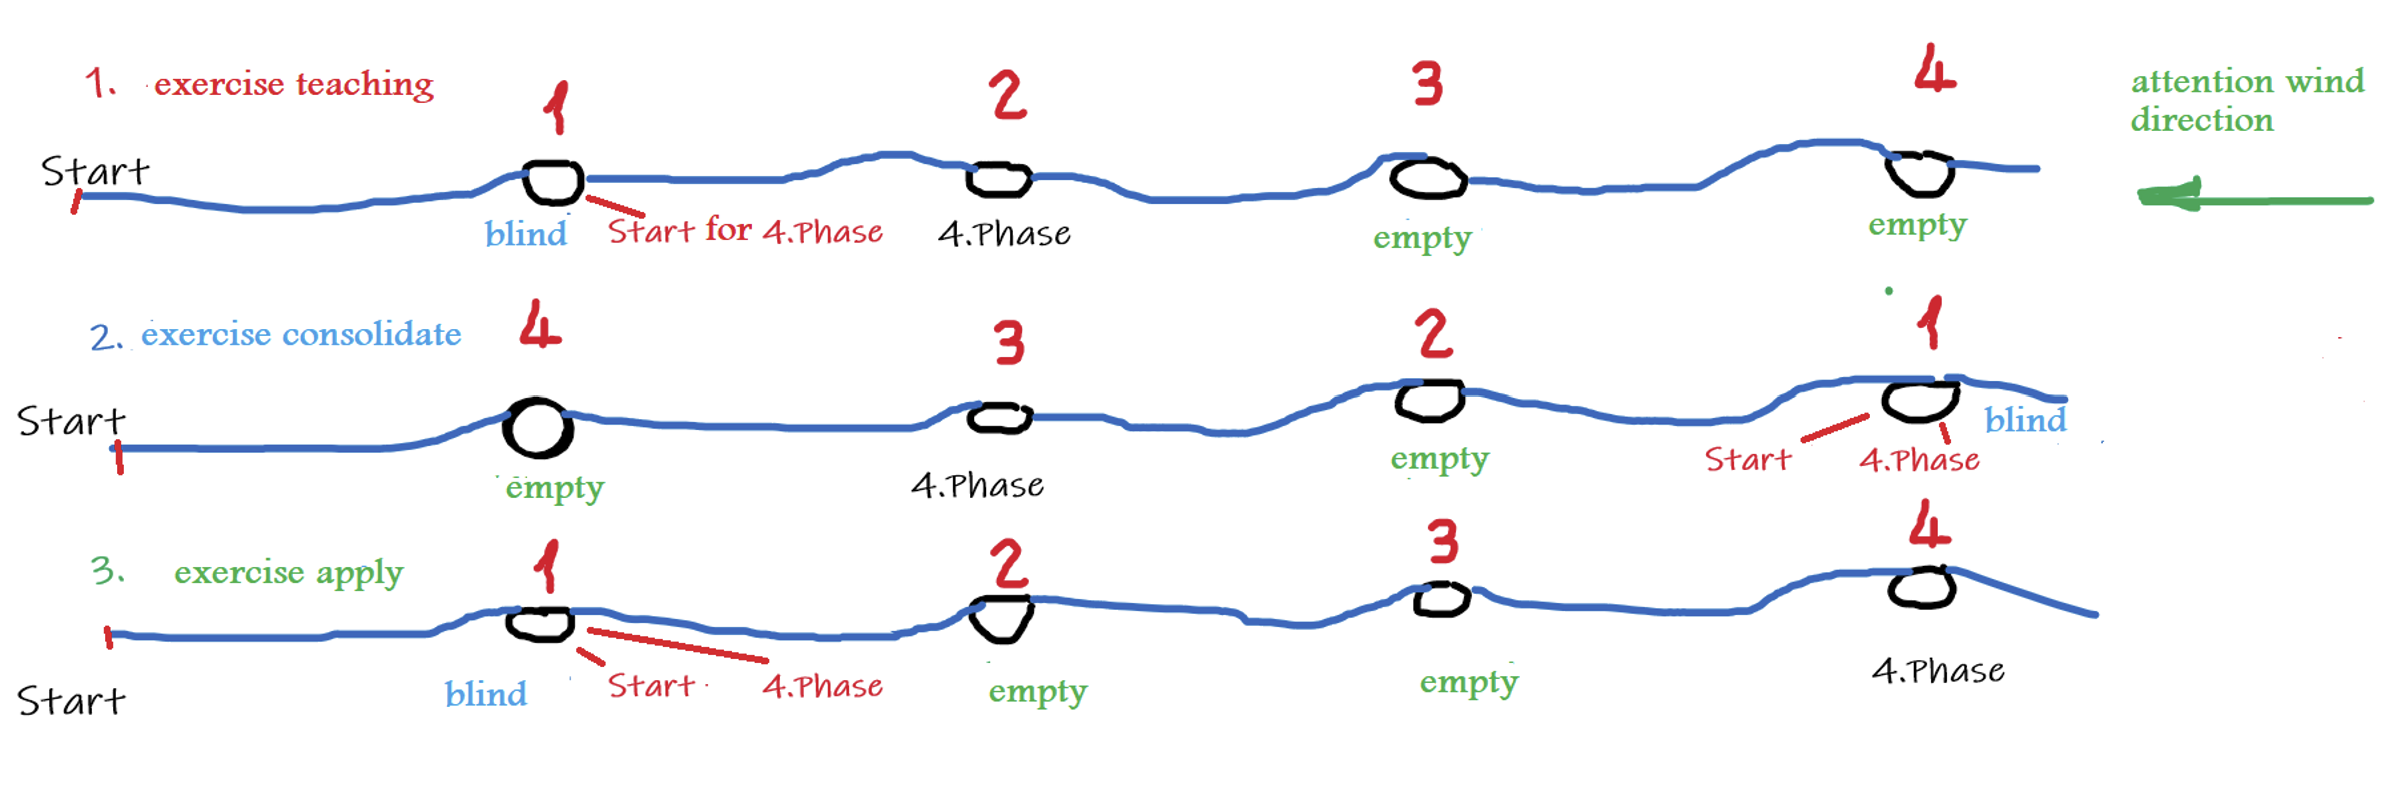 1. exercise teaching
1 2 3 4
attention wind
direction
Start
blind Start for 4.Phase 4.Phase empty empty
2. exercise consolidate
4 3 2 1
Start
empty 4.Phase empty Start 4.Phase blind
3. exercise apply
1 2 3 4
Start
blind Start 4.Phase empty empty 4.Phase